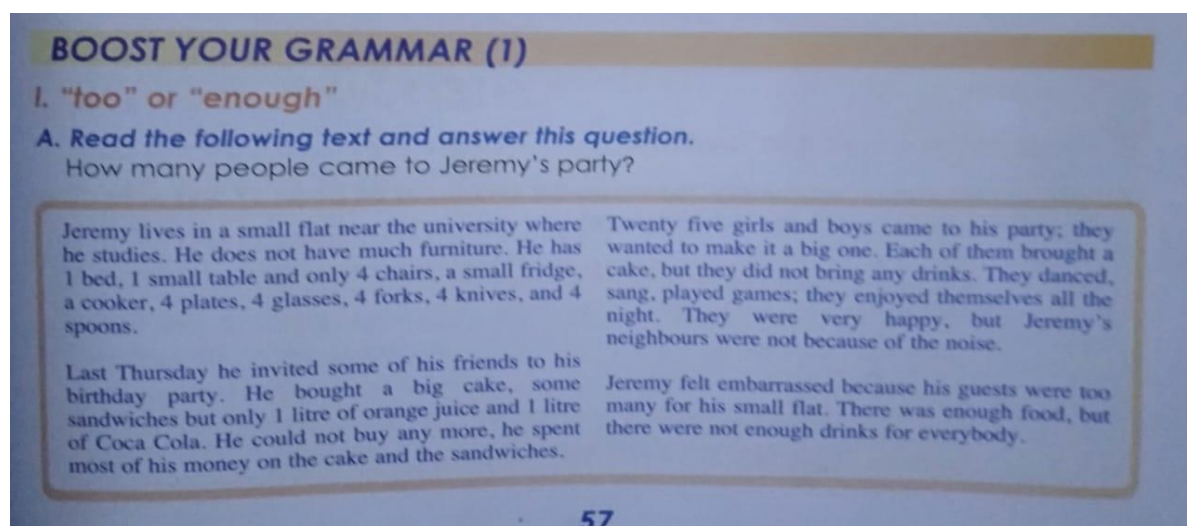 BOOST YOUR GRAMMAR (1)
I. "too" or "enough"
A. Read the following text and answer this question.
How many people came to Jeremy's party?
Jeremy lives in a small flat near the university where
he studies. He does not have much furniture. He has
1 bed, 1 small table and only 4 chairs, a small fridge,
a cooker, 4 plates, 4 glasses, 4 forks, 4 knives, and 4
spoons.
Last Thursday he invited some of his friends to his
birthday party. He bought a big cake, some
sandwiches but only 1 litre of orange juice and 1 litre
of Coca Cola. He could not buy any more, he spent
most of his money on the cake and the sandwiches.
Twenty five girls and boys came to his party; they
wanted to make it a big one. Each of them brought a
cake, but they did not bring any drinks. They danced,
sang, played games; they enjoyed themselves all the
night. They were very happy, but Jeremy's
neighbours were not because of the noise.
Jeremy felt embarrassed because his guests were too
many for his small flat. There was enough food, but
there were not enough drinks for everybody.
57